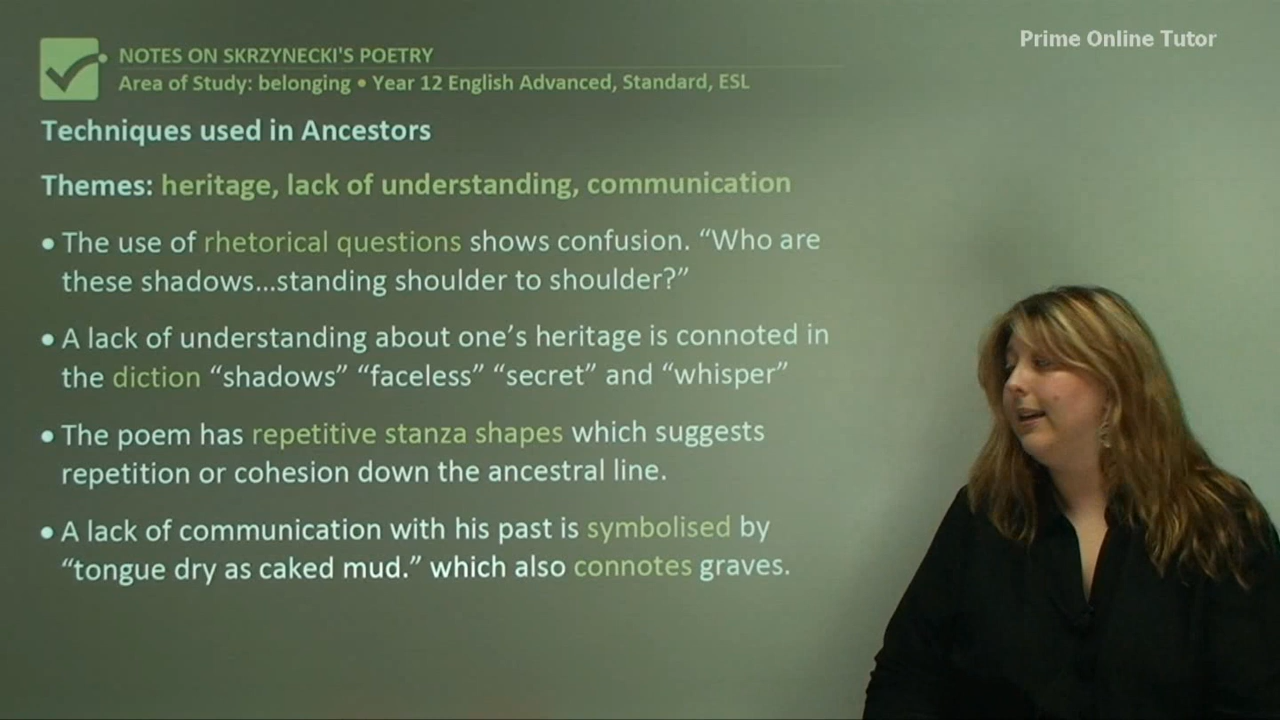 Prime Online Tutor
NOTES ON SKRZYNECKI'S POETRY
Area of Study: belonging • Year 12 English Advanced, Standard, ESL
Techniques used in Ancestors
Themes: heritage, lack of understanding, communication
• The use of rhetorical questions shows confusion. “Who are
these shadows...standing shoulder to shoulder?”
• A lack of understanding about one’s heritage is connoted in
the diction “shadows” “faceless” “secret” and “whisper”
• The poem has repetitive stanza shapes which suggests
repetition or cohesion down the ancestral line.
• A lack of communication with his past is symbolised by
“tongue dry as caked mud.” which also connotes graves.